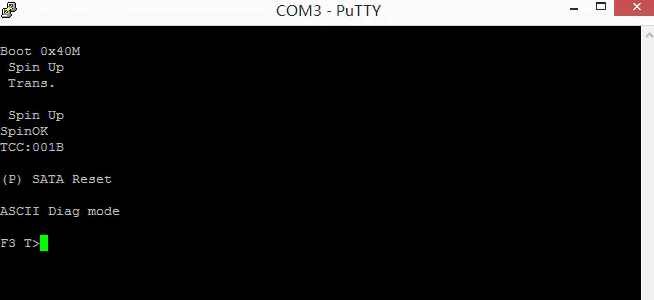 COM3 - PuTTY
Boot 0x40M
Spin Up
Trans.
Spin Up
SpinOK
TCC:001B
(P) SATA Reset
ASCII Diag mode
F3 T>